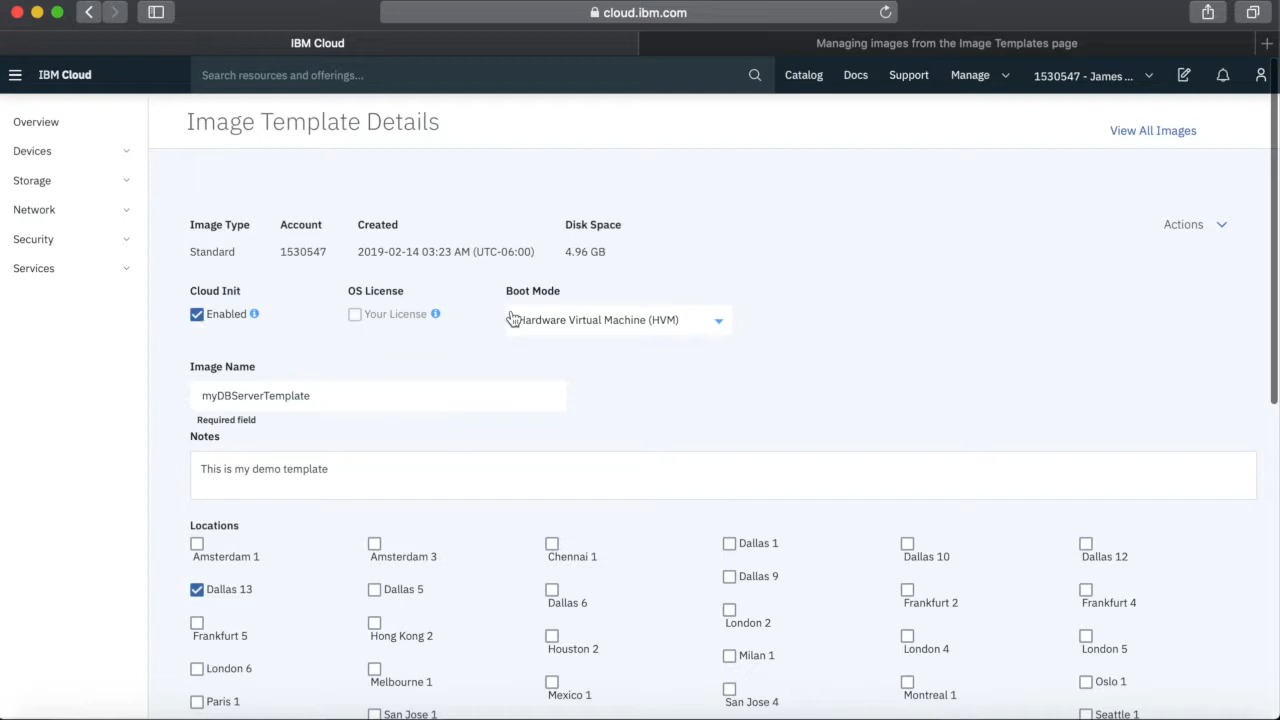 cloud.ibm.com
IBM Cloud
Managing images from the Image Templates page
IBM Cloud
Search resources and offerings...
Catalog
Docs
Support
Manage
1530547 - James ...
Overview
Devices
Storage
Network
Security
Services
Image Template Details
View All Images
Image Type Account Created Disk Space
Standard 1530547 2019-02-14 03:23 AM (UTC-06:00) 4.96 GB
Actions
Cloud Init OS License Boot Mode
Enabled Your License Hardware Virtual Machine (HVM)
Image Name
myDBServerTemplate
Required field
Notes
This is my demo template
Locations
Amsterdam 1 Amsterdam 3 Chennai 1 Dallas 1 Dallas 10 Dallas 12
Dallas 13 Dallas 5 Dallas 6 Dallas 9 Frankfurt 2 Frankfurt 4
Frankfurt 5 Hong Kong 2 Houston 2 London 2 London 4 London 5
London 6 Melbourne 1 Mexico 1 Milan 1 Montreal 1 Oslo 1
Paris 1 San Jose 1 San Jose 4 Seattle 1